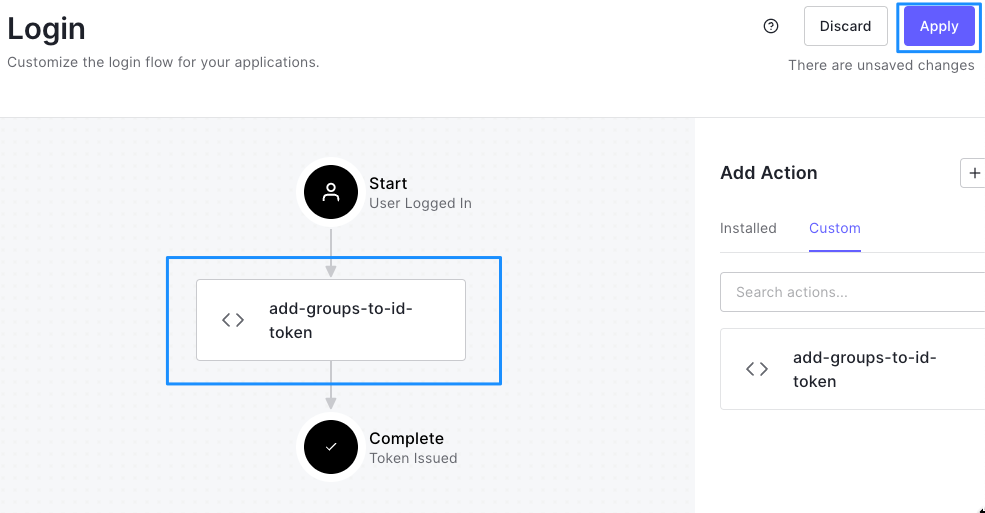 Login
Discard
Apply
Customize the login flow for your applications.
There are unsaved changes
Start
User Logged In
add-groups-to-id-
token
Complete
Token Issued
Add Action
Installed
Custom
Search actions...
add-groups-to-id-
token